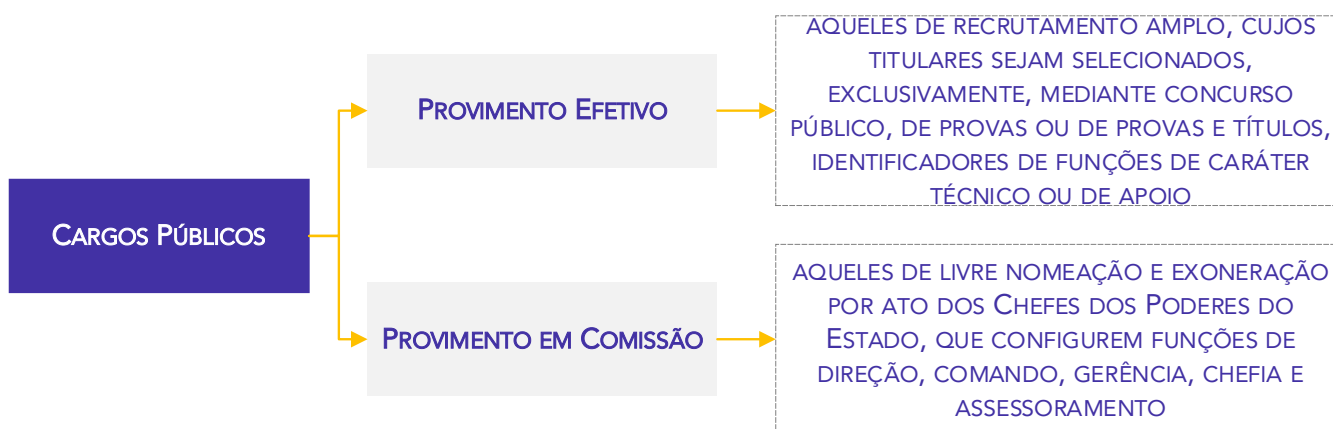 CARGOS PÚBLICOS
PROVIMENTO EFETIVO
AQUELES DE RECRUTAMENTO AMPLO, CUJOS
TITULARES SEJAM SELECIONADOS,
EXCLUSIVAMENTE, MEDIANTE CONCURSO
PÚBLICO, DE PROVAS OU DE PROVAS E TÍTULOS,
IDENTIFICADORES DE FUNÇÕES DE CARÁTER
TÉCNICO OU DE APOIO
PROVIMENTO EM COMISSÃO
AQUELES DE LIVRE NOMEAÇÃO E EXONERAÇÃO
POR ATO DOS CHEFES DOS PODERES DO
ESTADO, QUE CONFIGUREM FUNÇÕES DE
DIREÇÃO, COMANDO, GERÊNCIA, CHEFIA E
ASSESSORAMENTO